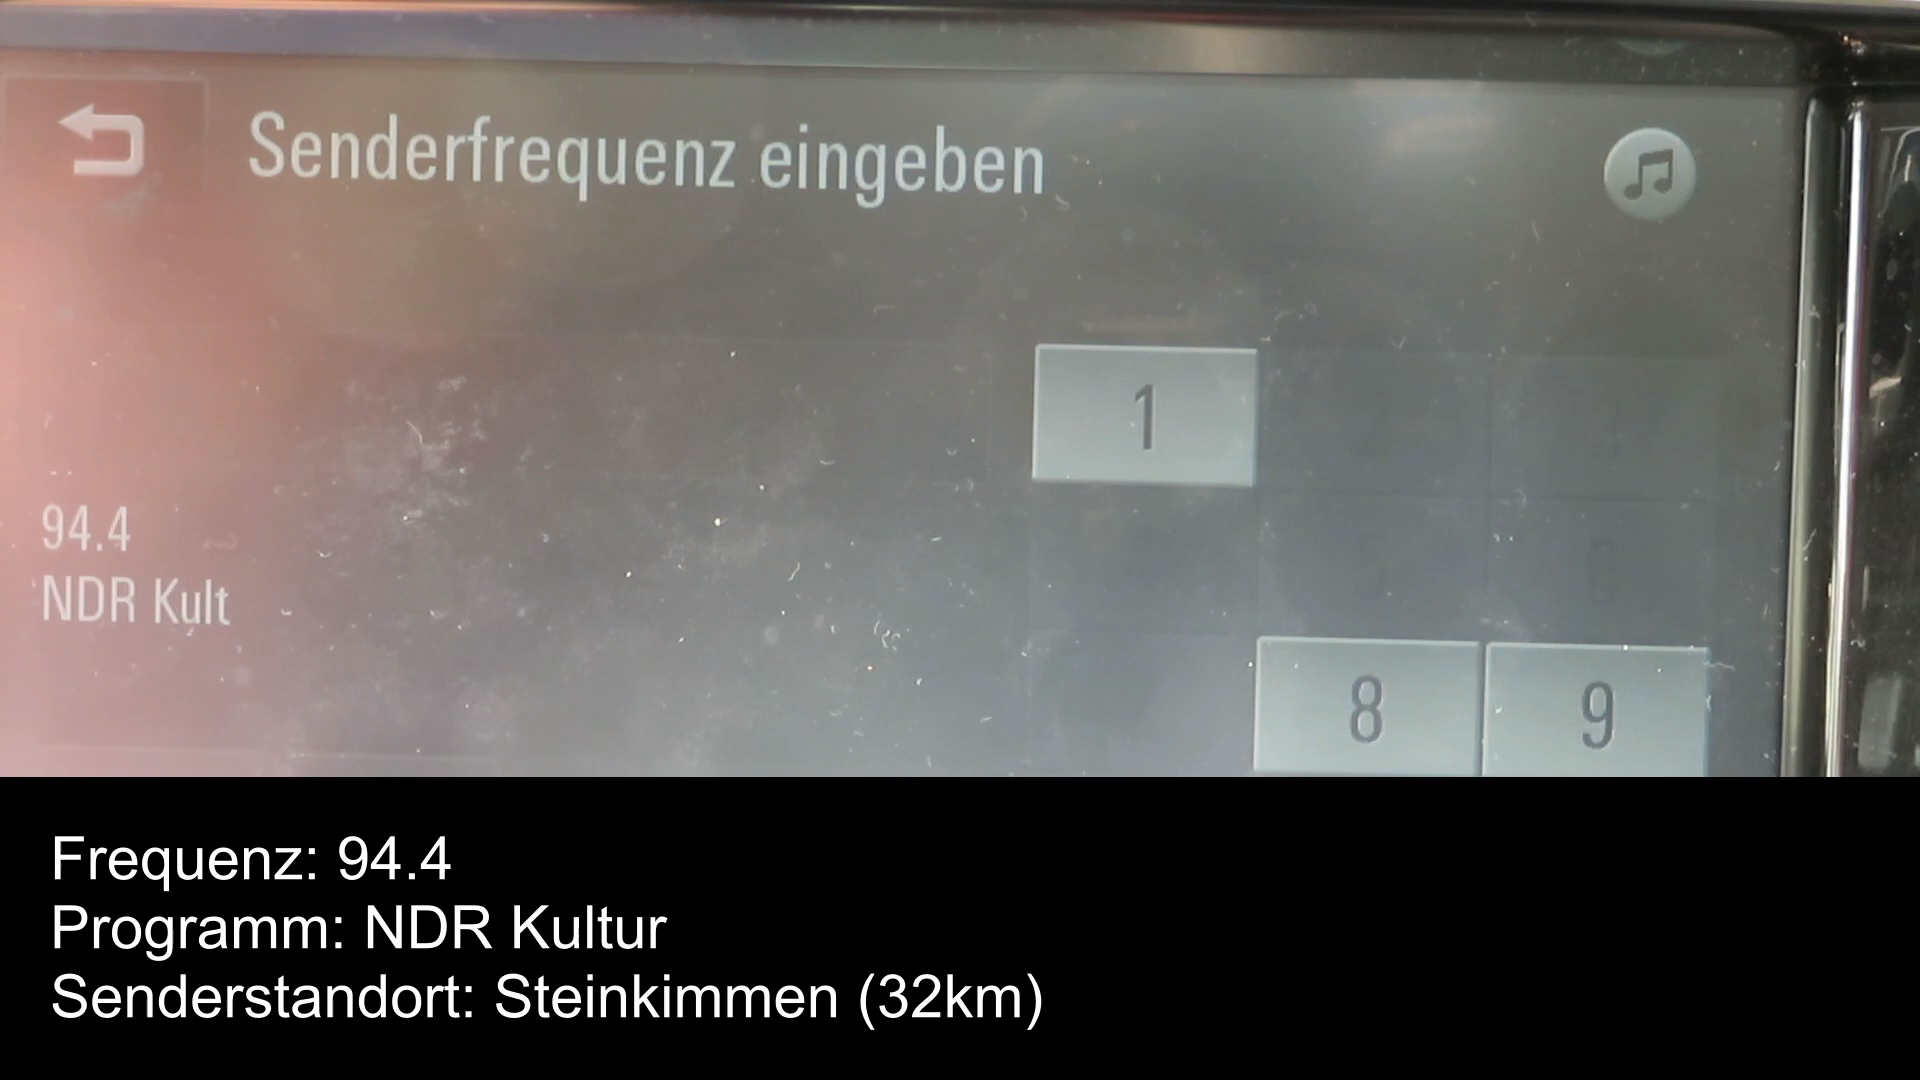 Senderfrequenz eingeben
1
94.4
NDR Kult
8 9
Frequenz: 94.4
Programm: NDR Kultur
Senderstandort: Steinkimmen (32km)